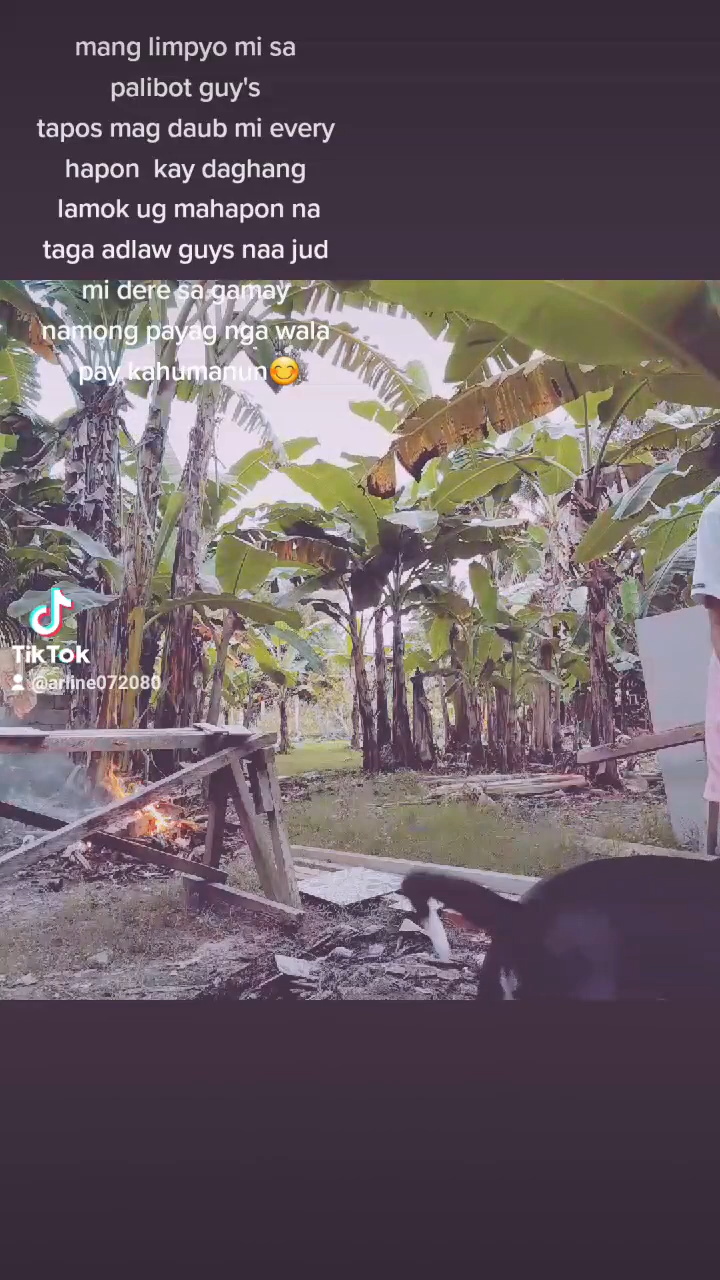 mang limpyo mi sa
palibot guy's
tapos mag daub mi every
hapon  kay daghang
lamok ug mahapon na
taga adlaw guys naa jud
mi dere sa gamay
namong payag nga wala
pay kahumanun😊
TikTok
@arline072080